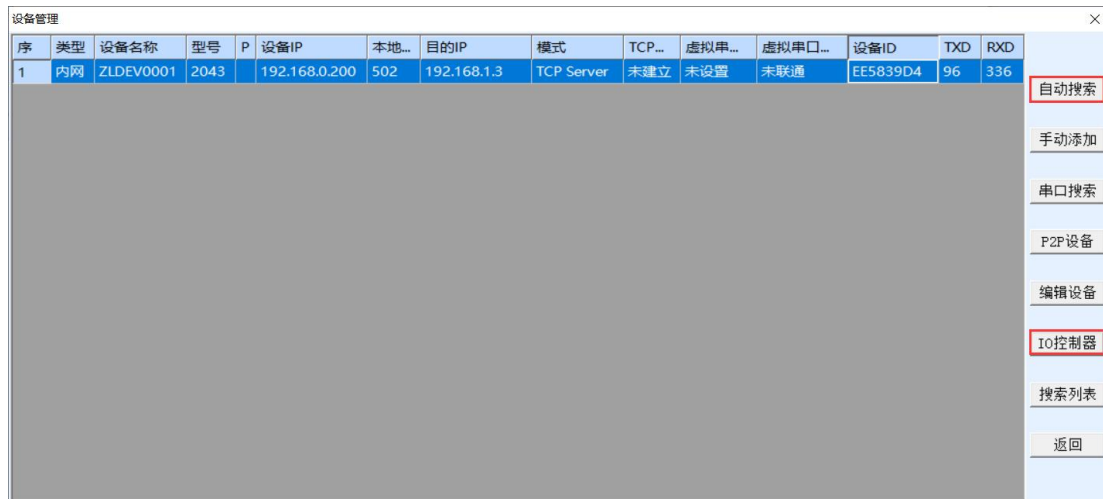 设备管理
序 类型 设备名称 型号 P 设备IP 本地... 目的IP 模式 TCP... 虚拟串... 虚拟串口... 设备ID TXD RXD
1 内网 ZLDEV0001 2043 192.168.0.200 502 192.168.1.3 TCP Server 未建立 未设置 未联通 EE5839D4 96 336
自动搜索
手动添加
串口搜索
P2P设备
编辑设备
IO控制器
搜索列表
返回